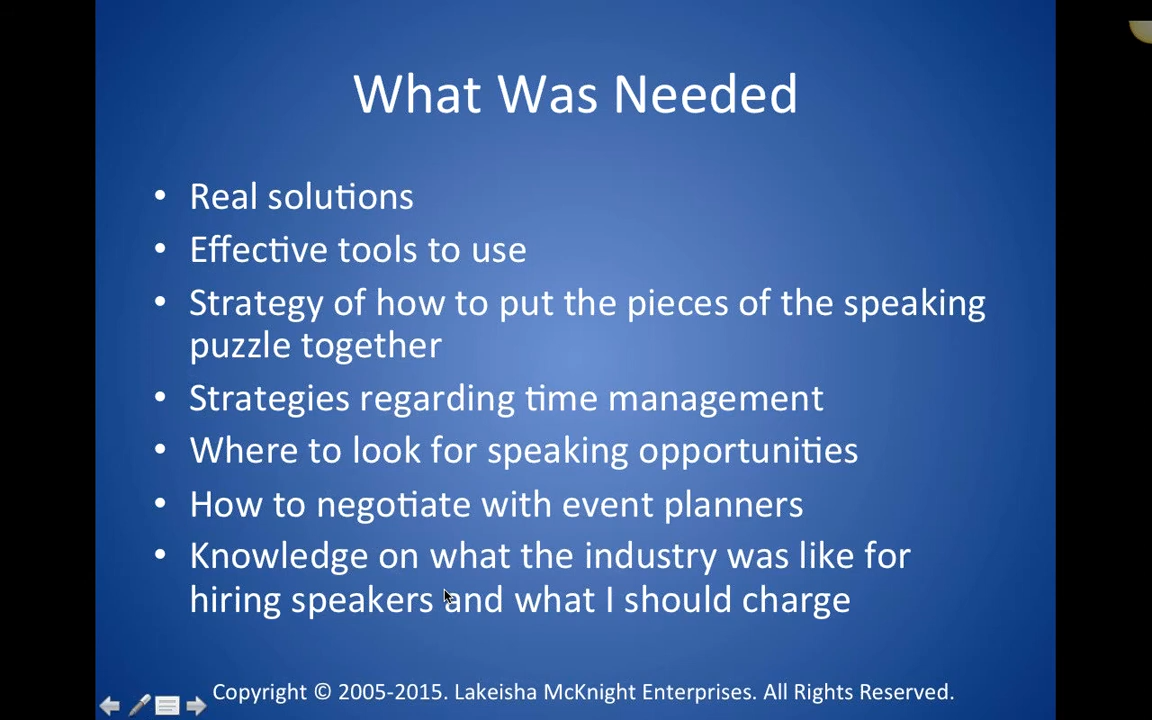 What Was Needed
• Real solutions
• Effective tools to use
• Strategy of how to put the pieces of the speaking
puzzle together
• Strategies regarding time management
• Where to look for speaking opportunities
• How to negotiate with event planners
• Knowledge on what the industry was like for
hiring speakers and what I should charge
Copyright © 2005-2015. Lakeisha McKnight Enterprises. All Rights Reserved.